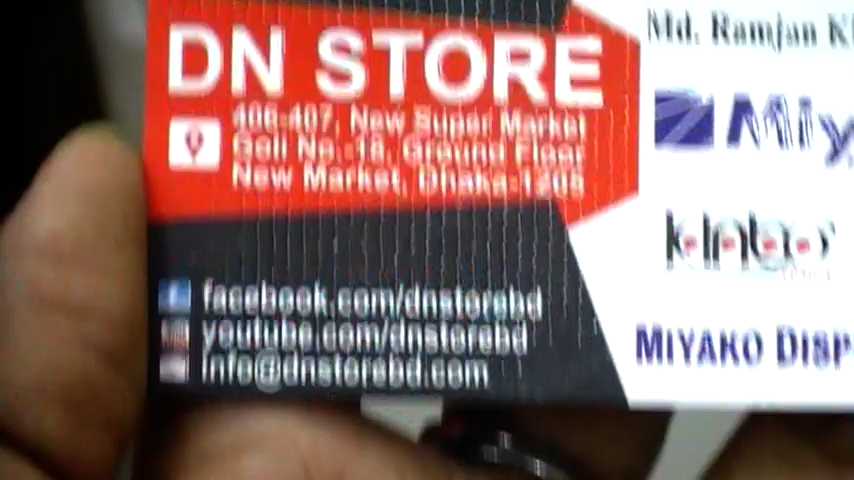 DN STORE
406-407, New Super Market
Goli No.-16, Ground Floor
New Market, Dhaka-1205
facebook.com/dnstorebd
youtube.com/dnstorebd
info@dnstorebd.com
Md. Ramjan
MIYAKO